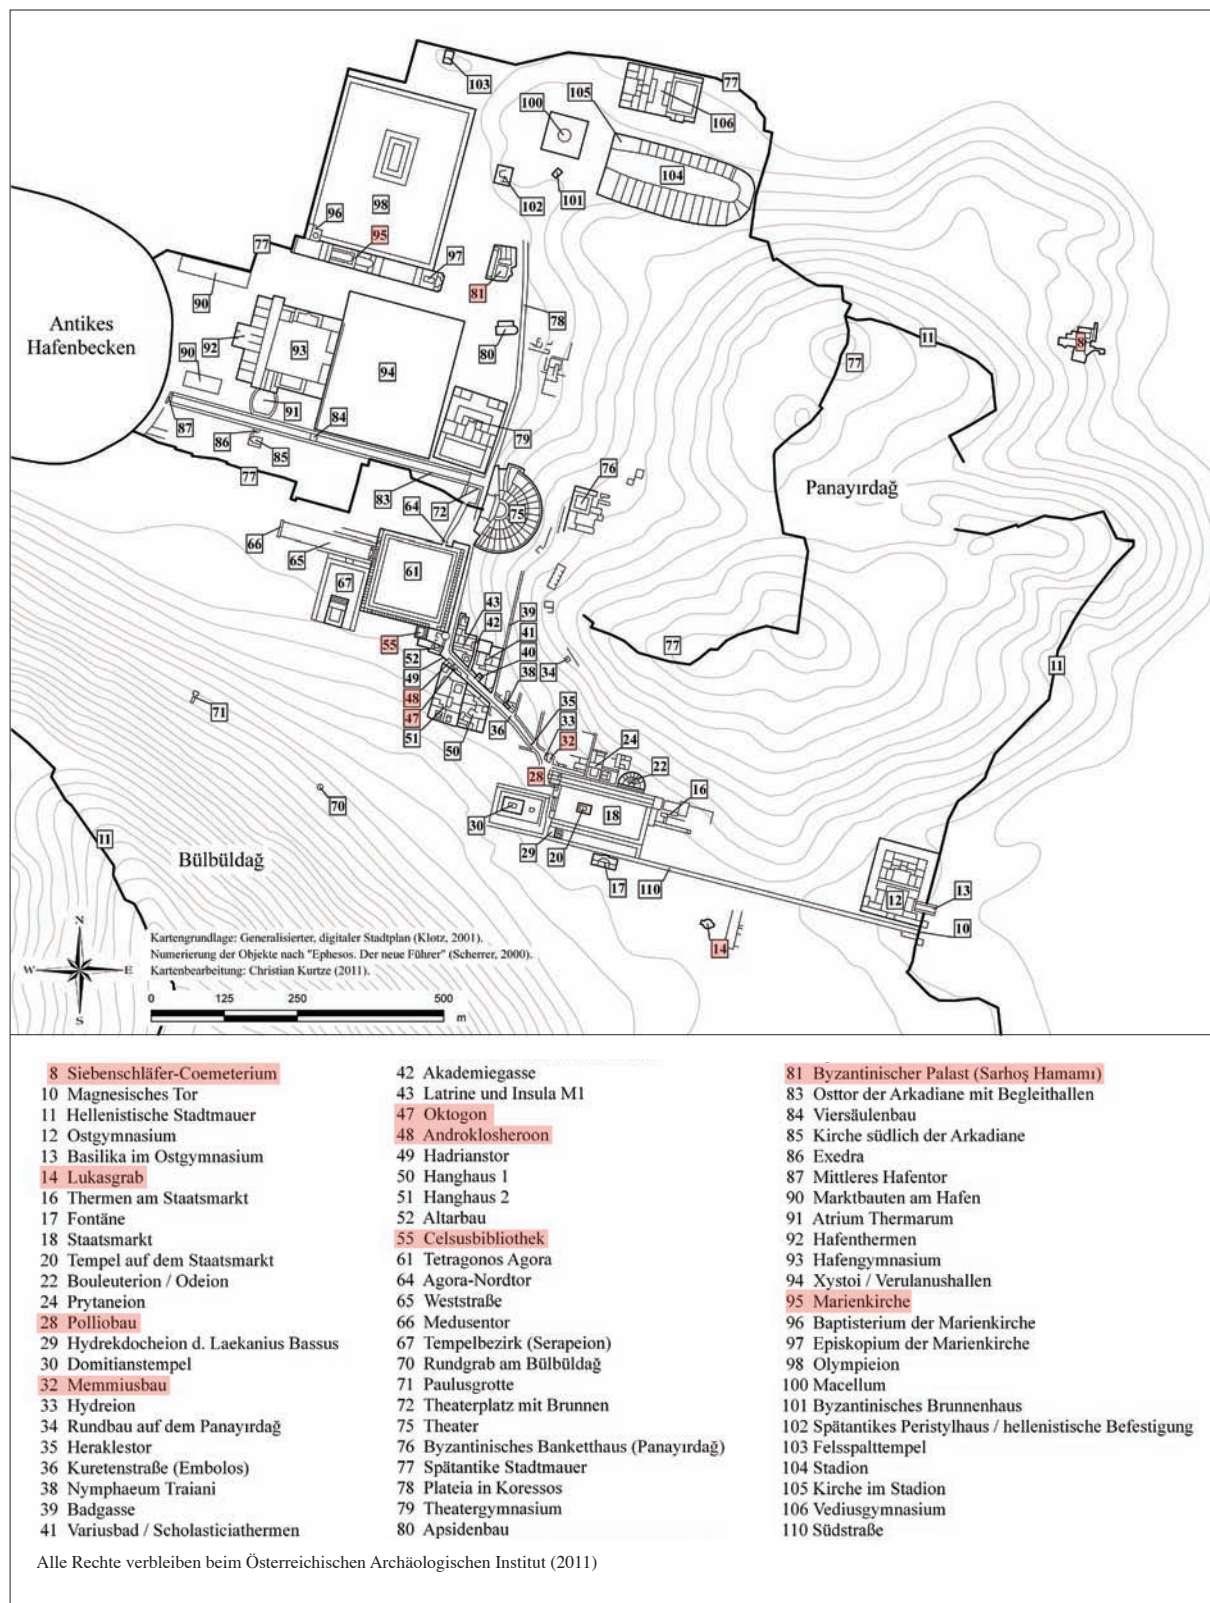 103
77
105
100
106
104
101
102
98
96
95
77
97
90
81
78
11
8
Antikes
Hafenbecken
92
93
80
77
94
90
91
84
87
86
85
79
77
83
76
Panayırdağ
72
75
64
66
65
61
67
43
39
42
55
41
77
11
52
40
49
38
34
48
71
47
35
51
36
33
50
32
24
28
22
70
16
30
18
11
29
20
Bülbüldağ
17
110
12
13
10
14
N
W
E
S
Kartengrundlage: Generalisierter, digitaler Stadtplan (Klotz, 2001).
Numerierung der Objekte nach "Ephesos. Der neue Führer" (Scherrer, 2000).
Kartenbearbeitung: Christian Kurtze (2011).
0 125 250 500
m
8 Siebenschläfer-Coemeterium
10 Magnesisches Tor
11 Hellenistische Stadtmauer
12 Ostgymnasium
13 Basilika im Ostgymnasium
14 Lukasgrab
16 Thermen am Staatsmarkt
17 Fontäne
18 Staatsmarkt
20 Tempel auf dem Staatsmarkt
22 Bouleuterion / Odeion
24 Prytaneion
28 Polliobau
29 Hydrekdocheion d. Laekanius Bassus
30 Domitianstempel
32 Memmiusbau
33 Hydreion
34 Rundbau auf dem Panayırdağ
35 Heraklestor
36 Kuretenstraße (Embolos)
38 Nymphaeum Traiani
39 Badgasse
41 Variusbad / Scholasticiathermen
42 Akademiegasse
43 Latrine und Insula M1
47 Oktogon
48 Androklosheroon
49 Hadrianstor
50 Hanghaus 1
51 Hanghaus 2
52 Altarbau
55 Celsusbibliothek
61 Tetragonos Agora
64 Agora-Nordtor
65 Weststraße
66 Medusentor
67 Tempelbezirk (Serapeion)
70 Rundgrab am Bülbüldağ
71 Paulusgrotte
72 Theaterplatz mit Brunnen
75 Theater
76 Byzantinisches Banketthaus (Panayırdağ)
77 Spätantike Stadtmauer
78 Plateia in Koressos
79 Theatergymnasium
80 Apsidenbau
81 Byzantinischer Palast (Sarhoş Hamamı)
83 Osttor der Arkadiane mit Begleithallen
84 Viersäulenbau
85 Kirche südlich der Arkadiane
86 Exedra
87 Mittleres Hafentor
90 Marktbauten am Hafen
91 Atrium Thermarum
92 Hafenthermen
93 Hafengymnasium
94 Xystoi / Verulanushallen
95 Marienkirche
96 Baptisterium der Marienkirche
97 Episkopium der Marienkirche
98 Olympieion
100 Macellum
101 Byzantinisches Brunnenhaus
102 Spätantikes Peristylhaus / hellenistische Befestigung
103 Felsspalttempel
104 Stadion
105 Kirche im Stadion
106 Vediusgymnasium
110 Südstraße
Alle Rechte verbleiben beim Österreichischen Archäologischen Institut (2011)